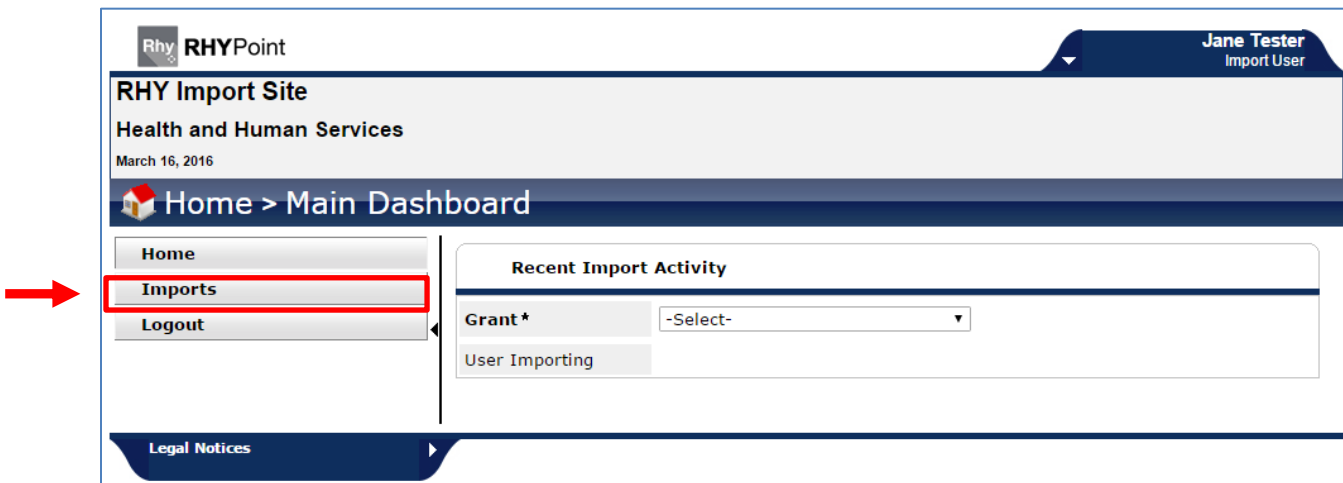 Rhy RHYPoint
Jane Tester
Import User
RHY Import Site
Health and Human Services
March 16, 2016
Home > Main Dashboard
Home
Imports
Logout
Recent Import Activity
Grant* -Select-
User Importing
Legal Notices